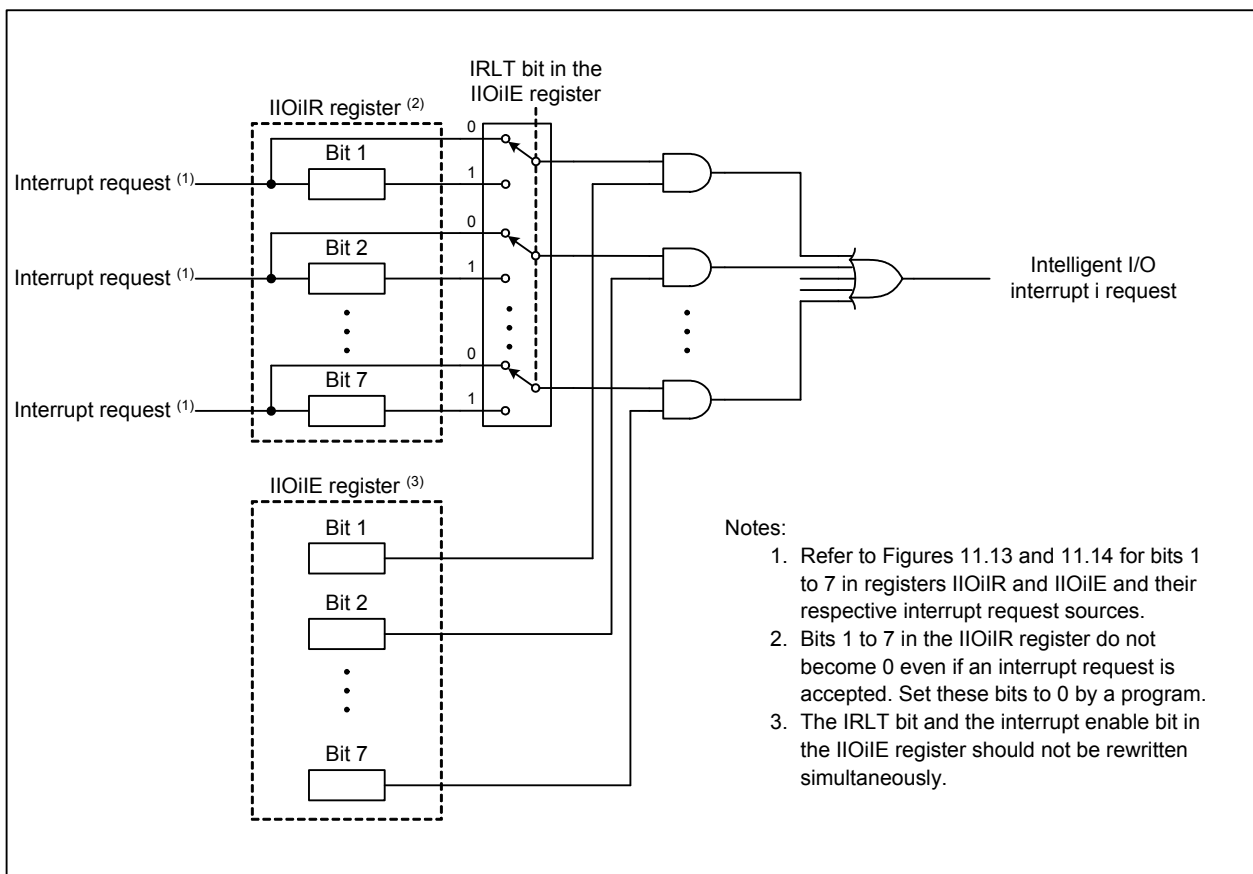 IRLT bit in the
IIOiIE register
IIOiIR register (2)
0
Bit 1
Interrupt request (1)
1
0
Bit 2
Interrupt request (1)
1
Intelligent I/O
interrupt i request
0
Bit 7
Interrupt request (1)
1
IIOiIE register (3)
Bit 1
Bit 2
Bit 7
Notes:
1. Refer to Figures 11.13 and 11.14 for bits 1
to 7 in registers IIOiIR and IIOiIE and their
respective interrupt request sources.
2. Bits 1 to 7 in the IIOiIR register do not
become 0 even if an interrupt request is
accepted. Set these bits to 0 by a program.
3. The IRLT bit and the interrupt enable bit in
the IIOiIE register should not be rewritten
simultaneously.